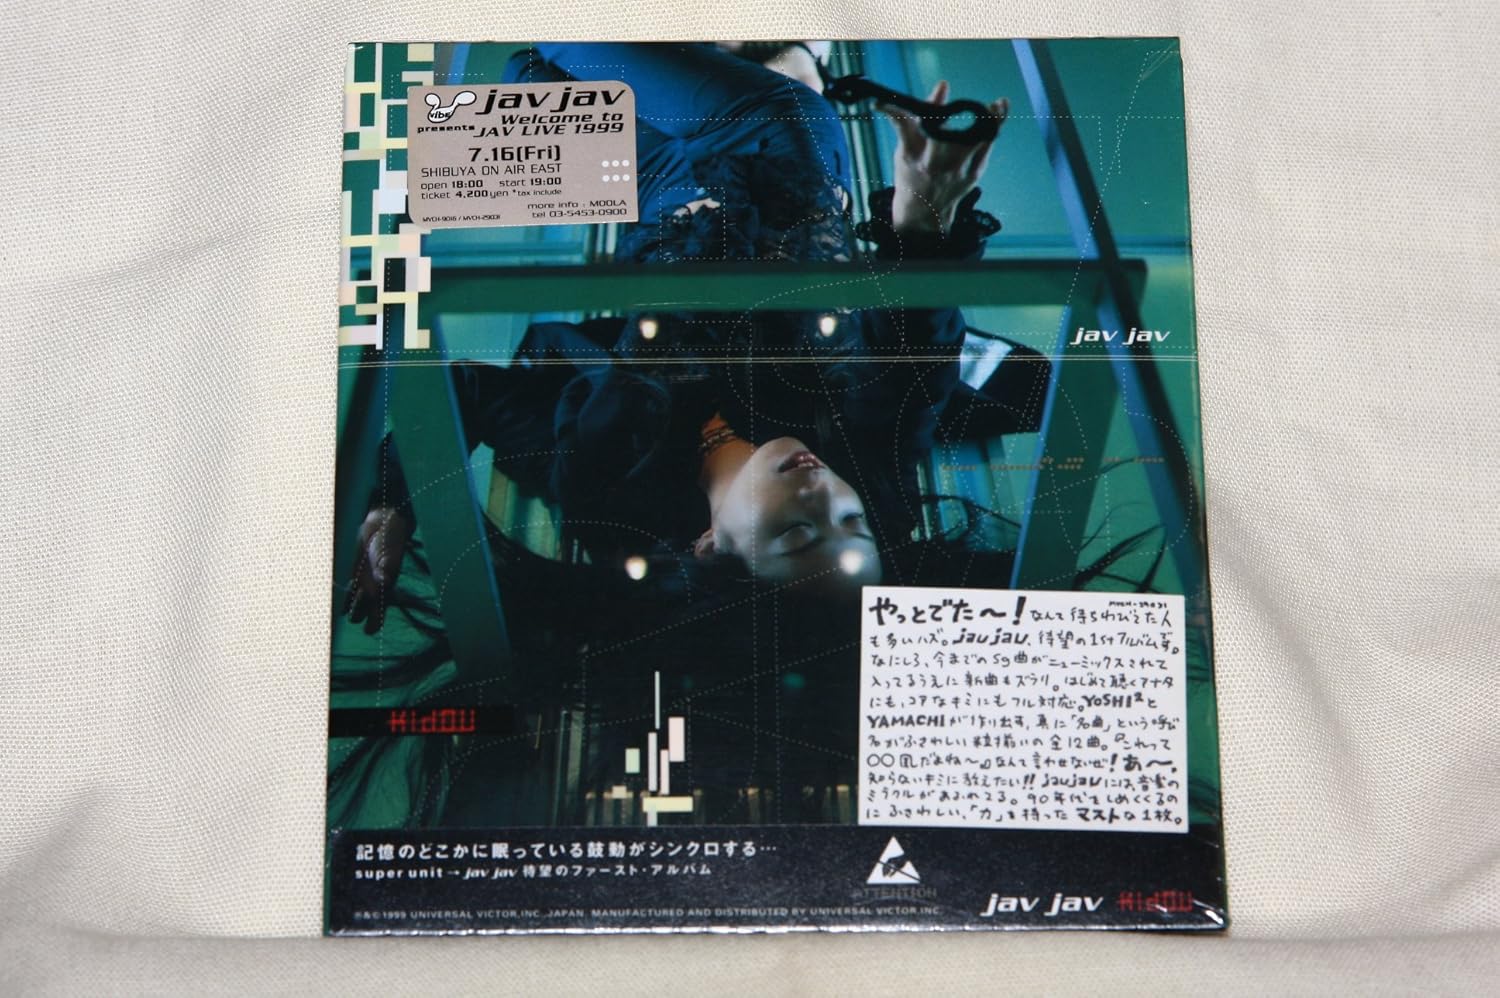 vibe
presents
jav jav
Welcome to
JAV LIVE 1999
7.16(Fri)
SHIBUYA ON AIR EAST
open 18:00 start 19:00
ticket 4,200yen *tax include
more info : MOOLA
tel 03-5453-0900
MVCH-29031
jav jav
HidOU
やっとでた〜！なんて待ちわびてた人
も多いハズ。jav jav、待望の1stアルバムです。
なにしろ、今までのSg曲がニューミックスされて
入ってるうえに新曲もズラリ。はじめて聴くアナタ
にも、コアなキミにもフル対応。YOSHI²と
YAMACHIが作り出す、真に「名曲」という呼び
名がふさわしい粒揃いの全12曲。『これって
○○風だよね〜』なんて言わせないぜ！あ〜、
知らないキミに教えたい!! jav javには、音楽の
ミラクルがあふれてる。90年代をしめくくるの
にふさわしい、「力」を持ったマストな1枚。
記憶のどこかに眠っている鼓動がシンクロする…
super unit→jav jav 待望のファースト・アルバム
ATTENTION
℗&©1999 UNIVERSAL VICTOR,INC. JAPAN. MANUFACTURED AND DISTRIBUTED BY UNIVERSAL VICTOR,INC.
jav jav HidOU